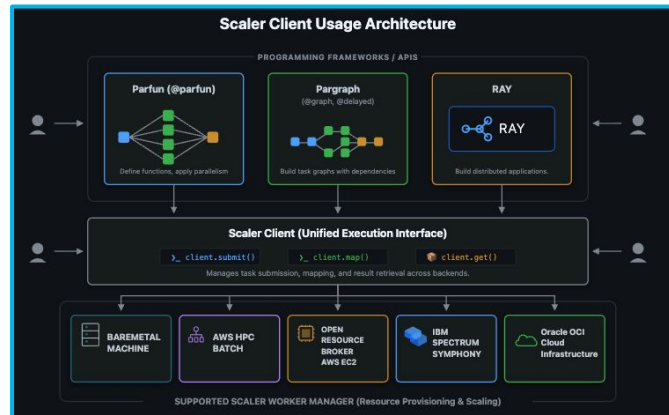 Scaler Client Usage Architecture
PROGRAMMING FRAMEWORKS / APIS
Parfun (@parfun)
Define functions, apply parallelism
Pargraph
(@graph, @delayed)
Build task graphs with dependencies
RAY
RAY
Build distributed applications.
Scaler Client (Unified Execution Interface)
❯_ client.submit()
❯_ client.map()
client.get()
Manages task submission, mapping, and result retrieval across backends.
BAREMETAL
MACHINE
AWS HPC
BATCH
OPEN
RESOURCE
BROKER
AWS EC2
IBM
SPECTRUM
SYMPHONY
Oracle OCI
Cloud
Infrastructure
SUPPORTED SCALER WORKER MANAGER (Resource Provisioning & Scaling)